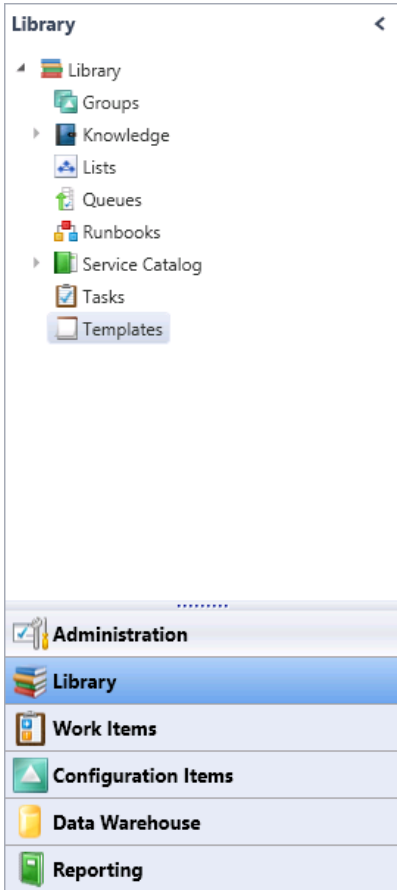 Library
Library
Groups
Knowledge
Lists
Queues
Runbooks
Service Catalog
Tasks
Templates
Administration
Library
Work Items
Configuration Items
Data Warehouse
Reporting